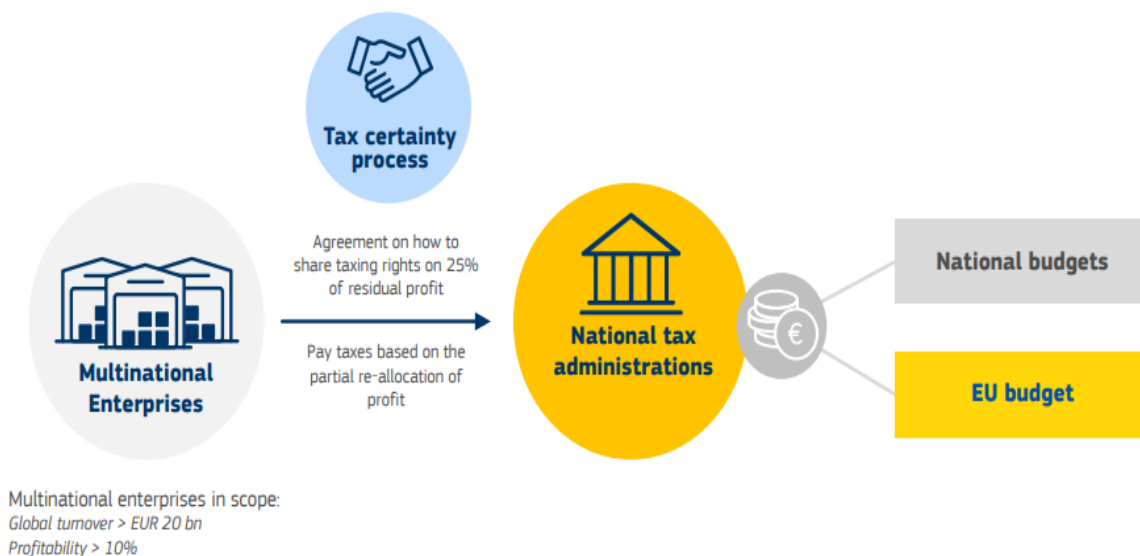 Tax certainty
process
Agreement on how to
share taxing rights on 25%
of residual profit
Pay taxes based on the
partial re-allocation of
profit
Multinational
Enterprises
National tax
administrations
€
National budgets
EU budget
Multinational enterprises in scope:
Global turnover > EUR 20 bn
Profitability > 10%